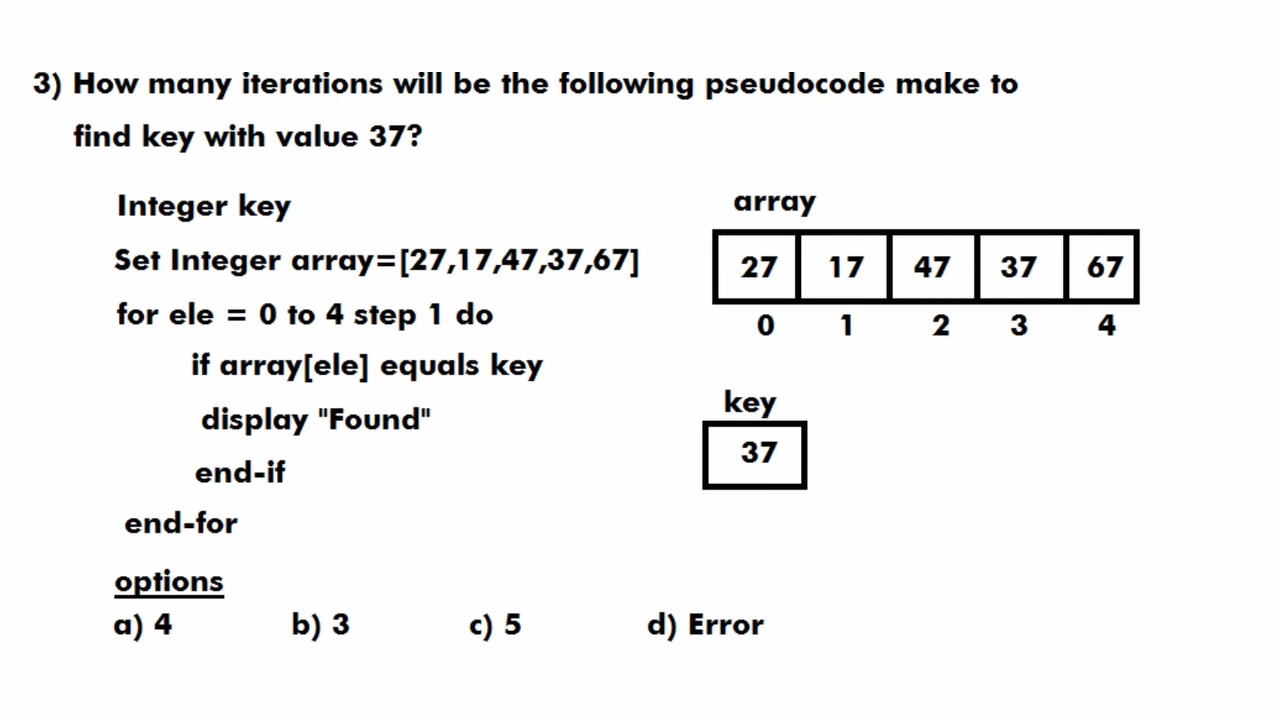 3) How many iterations will be the following pseudocode make to
find key with value 37?
Integer key
Set Integer array=[27,17,47,37,67]
for ele = 0 to 4 step 1 do
if array[ele] equals key
display "Found"
end-if
end-for
array
27 17 47 37 67
0 1 2 3 4
key
37
options
a) 4 b) 3 c) 5 d) Error